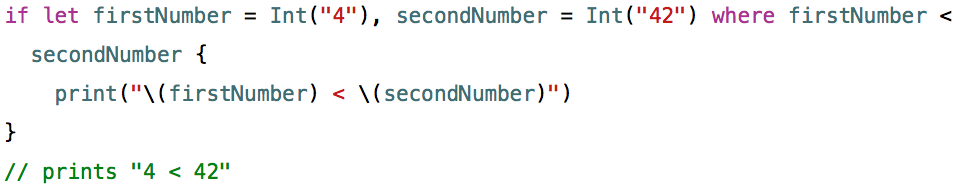 if let firstNumber = Int("4"), secondNumber = Int("42") where firstNumber <
secondNumber {
print("\(firstNumber) < \(secondNumber)")
}
// prints "4 < 42"